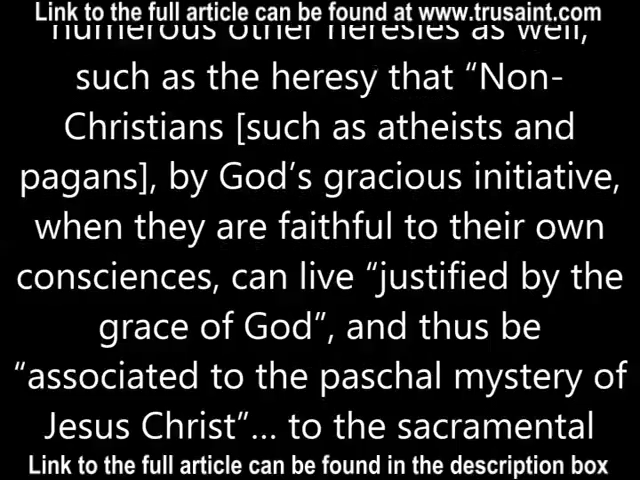 Link to the full article can be found at www.trusaint.com
numerous other heresies as well,
such as the heresy that “Non-
Christians [such as atheists and
pagans], by God’s gracious initiative,
when they are faithful to their own
consciences, can live “justified by the
grace of God”, and thus be
“associated to the paschal mystery of
Jesus Christ”... to the sacramental
Link to the full article can be found in the description box